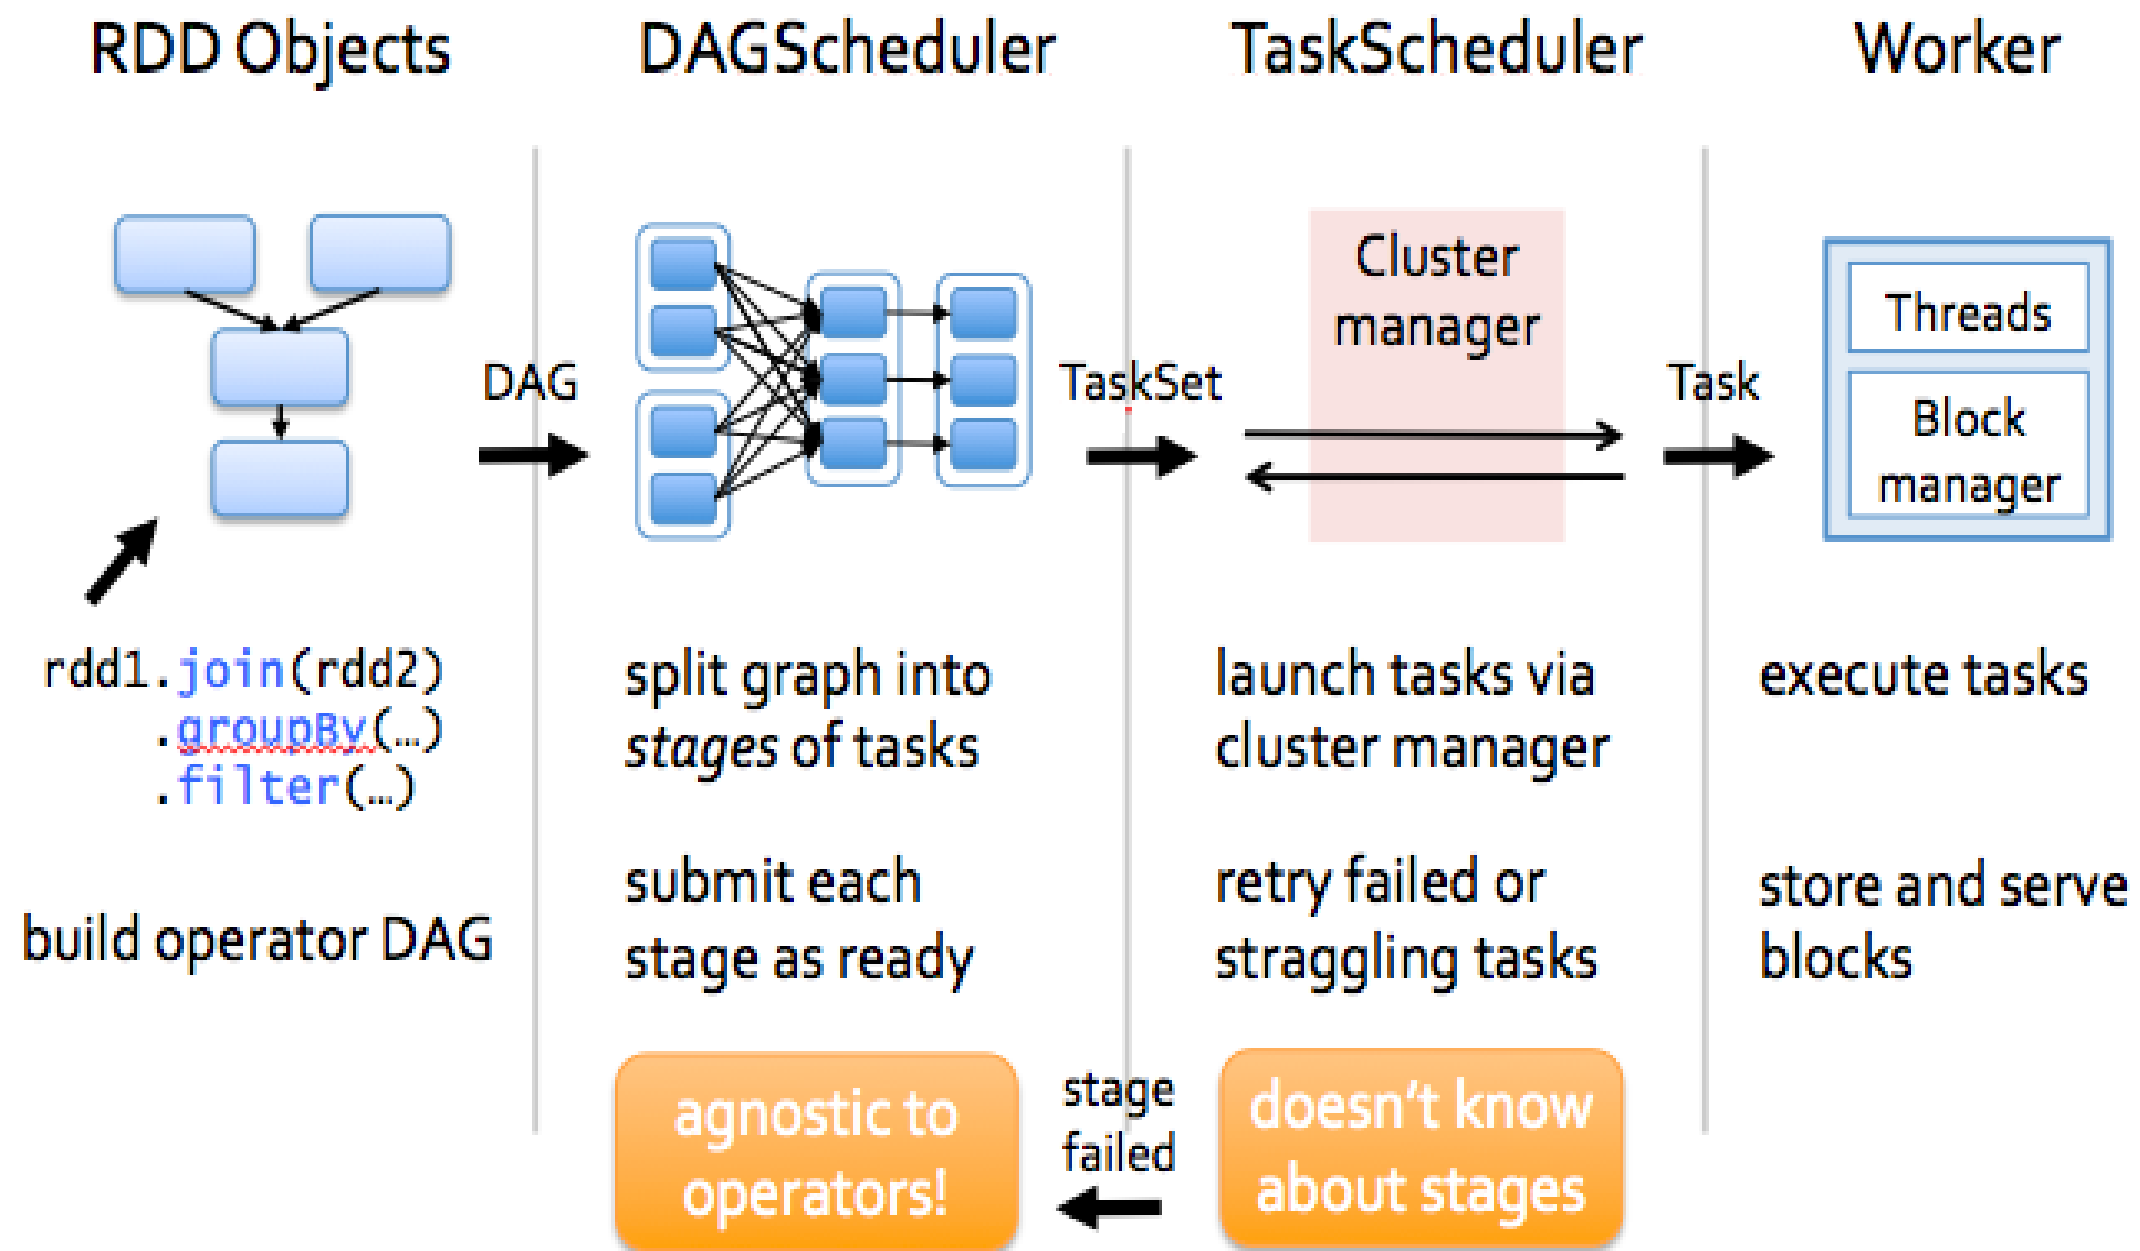 RDD Objects
DAGScheduler
TaskScheduler
Worker
DAG
TaskSet
Cluster
manager
Task
Threads
Block
manager
rdd1.join(rdd2)
.groupBy(…)
.filter(…)
build operator DAG
split graph into
stages of tasks
submit each
stage as ready
launch tasks via
cluster manager
retry failed or
straggling tasks
execute tasks
store and serve
blocks
agnostic to
operators!
stage
failed
doesn't know
about stages